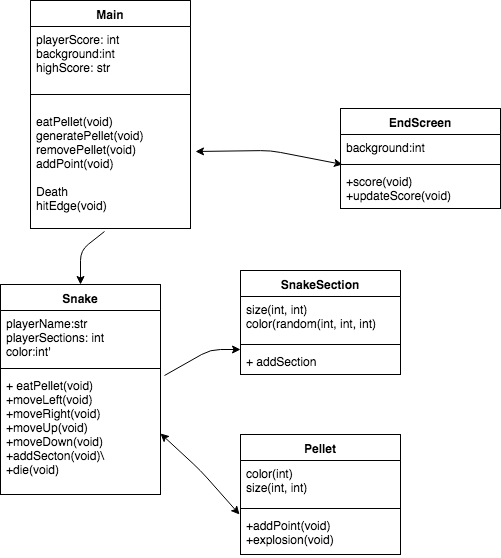 Main
playerScore: int
background:int
highScore: str
eatPellet(void)
generatePellet(void)
removePellet(void)
addPoint(void)
Death
hitEdge(void)
EndScreen
background:int
+score(void)
+updateScore(void)
Snake
playerName:str
playerSections: int
color:int'
+ eatPellet(void)
+moveLeft(void)
+moveRight(void)
+moveUp(void)
+moveDown(void)
+addSecton(void)\
+die(void)
SnakeSection
size(int, int)
color(random(int, int, int)
+ addSection
Pellet
color(int)
size(int, int)
+addPoint(void)
+explosion(void)